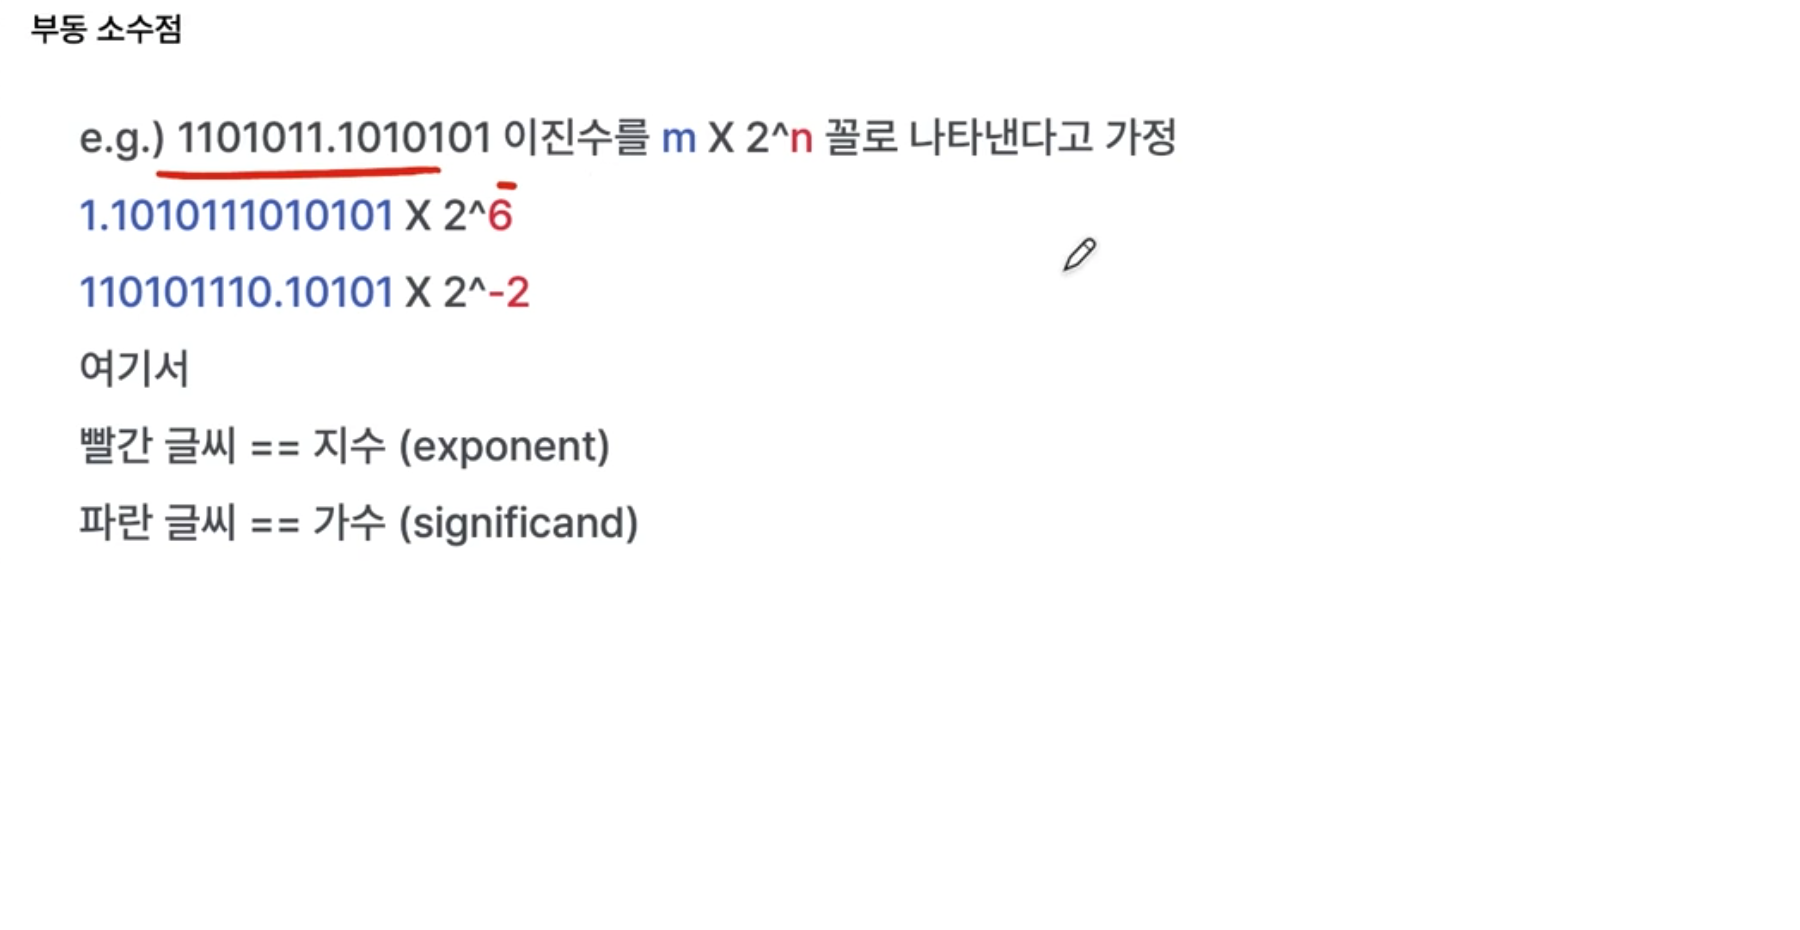 부동 소수점
e.g.) 1101011.1010101 이진수를 m X 2^n 꼴로 나타낸다고 가정
1.1010111010101 X 2^6
110101110.10101 X 2^-2
여기서
빨간 글씨 == 지수 (exponent)
파란 글씨 == 가수 (significand)